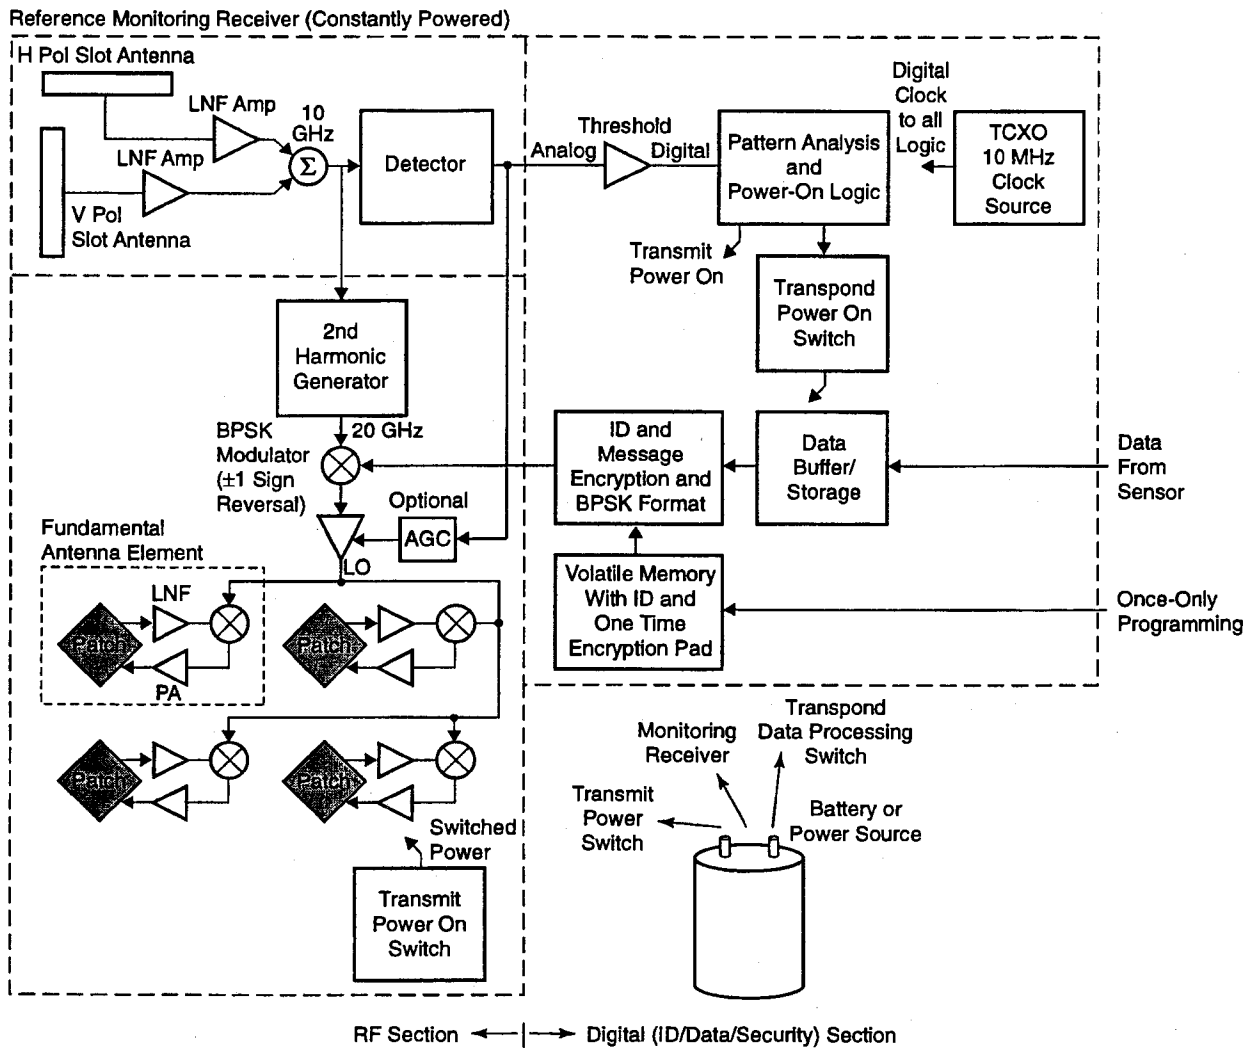 Reference Monitoring Receiver (Constantly Powered)
H Pol Slot Antenna
LNF Amp
10
GHz
LNF Amp
Σ
V Pol
Slot Antenna
Detector
Analog
Threshold
Digital
Pattern Analysis
and
Power-On Logic
Digital
Clock
to all
Logic
TCXO
10 MHz
Clock
Source
Transmit
Power On
Transpond
Power On
Switch
2nd
Harmonic
Generator
20 GHz
BPSK
Modulator
(±1 Sign
Reversal)
Optional
AGC
LO
ID and
Message
Encryption and
BPSK Format
Data
Buffer/
Storage
Data
From
Sensor
Volatile Memory
With ID and
One Time
Encryption Pad
Once-Only
Programming
Fundamental
Antenna Element
LNF
Patch
PA
Patch
Patch
Patch
Switched
Power
Transmit
Power On
Switch
Monitoring
Receiver
Transpond
Data Processing
Switch
Transmit
Power
Switch
Battery or
Power Source
RF Section
Digital (ID/Data/Security) Section